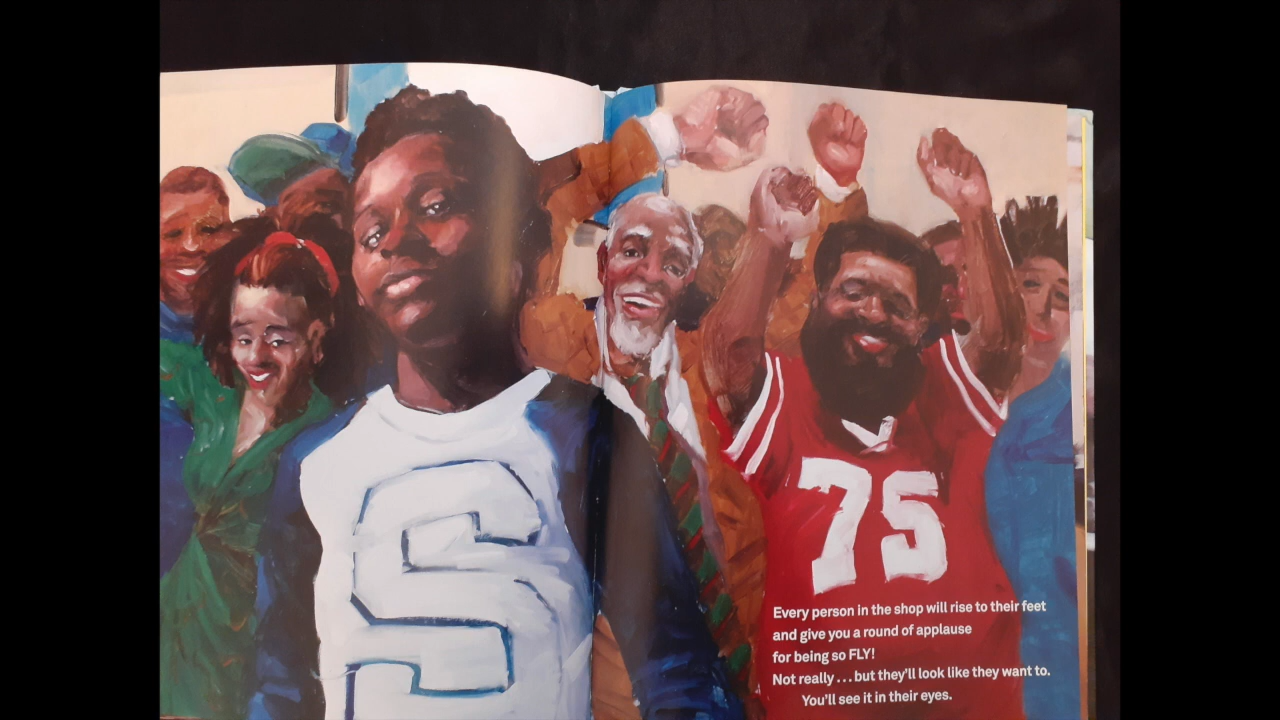 S
75
Every person in the shop will rise to their feet
and give you a round of applause
for being so FLY!
Not really ... but they'll look like they want to.
You'll see it in their eyes.